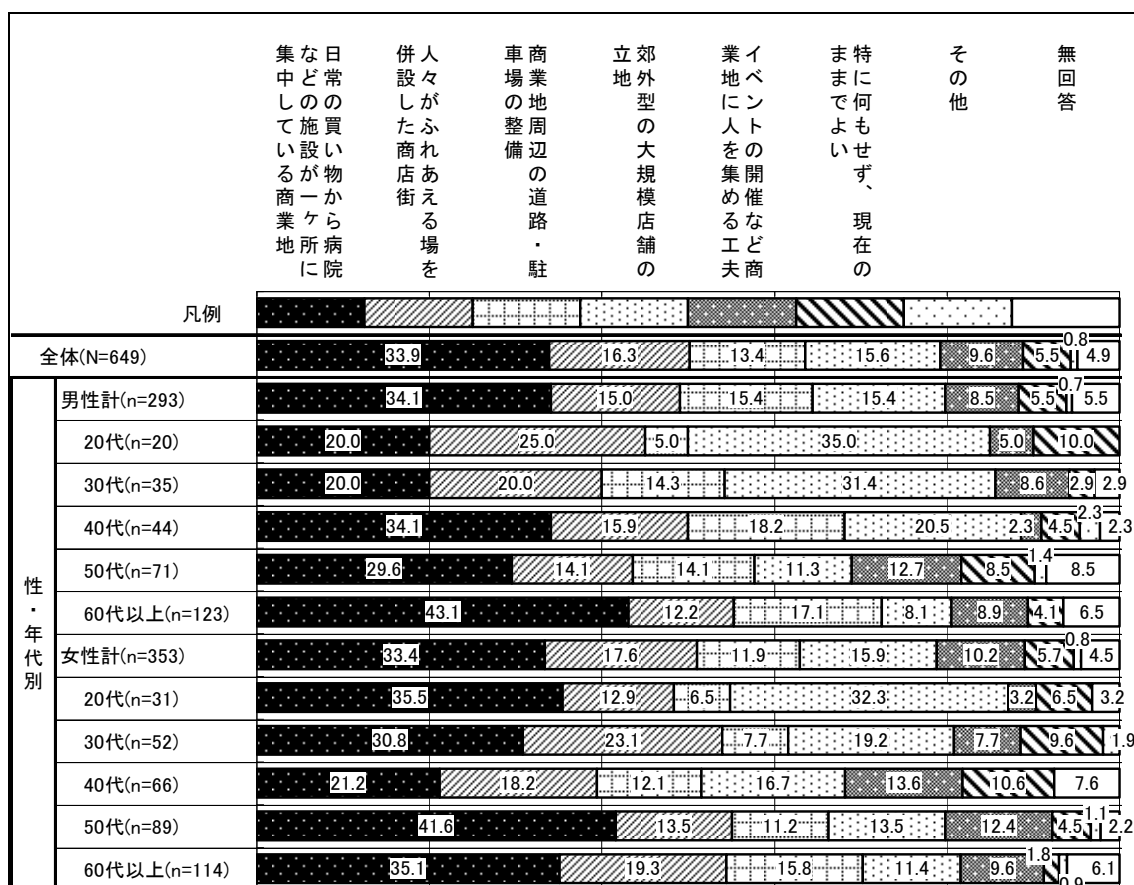 日常の買い物から病院
などの施設が一ヶ所に
集中している商業地
人々がふれあえる場を
併設した商店街
商業地周辺の道路・駐
車場の整備
郊外型の大規模店舗の
立地
イベントの開催など商
業地に人を集める工夫
特に何もせず、現在の
ままでよい
その他
無回答
凡例
全体(N=649) 33.9 16.3 13.4 15.6 9.6 5.5 0.8 4.9
性・年代別
男性計(n=293) 34.1 15.0 15.4 15.4 8.5 5.5 0.7 5.5
20代(n=20) 20.0 25.0 5.0 35.0 5.0 10.0
30代(n=35) 20.0 20.0 14.3 31.4 8.6 2.9 2.9
40代(n=44) 34.1 15.9 18.2 20.5 2.3 4.5 2.3 2.3
50代(n=71) 29.6 14.1 14.1 11.3 12.7 8.5 1.4 8.5
60代以上(n=123) 43.1 12.2 17.1 8.1 8.9 4.1 6.5
女性計(n=353) 33.4 17.6 11.9 15.9 10.2 5.7 0.8 4.5
20代(n=31) 35.5 12.9 6.5 32.3 3.2 6.5 3.2
30代(n=52) 30.8 23.1 7.7 19.2 7.7 9.6 1.9
40代(n=66) 21.2 18.2 12.1 16.7 13.6 10.6 7.6
50代(n=89) 41.6 13.5 11.2 13.5 12.4 4.5 1.1 2.2
60代以上(n=114) 35.1 19.3 15.8 11.4 9.6 1.8 0.9 6.1